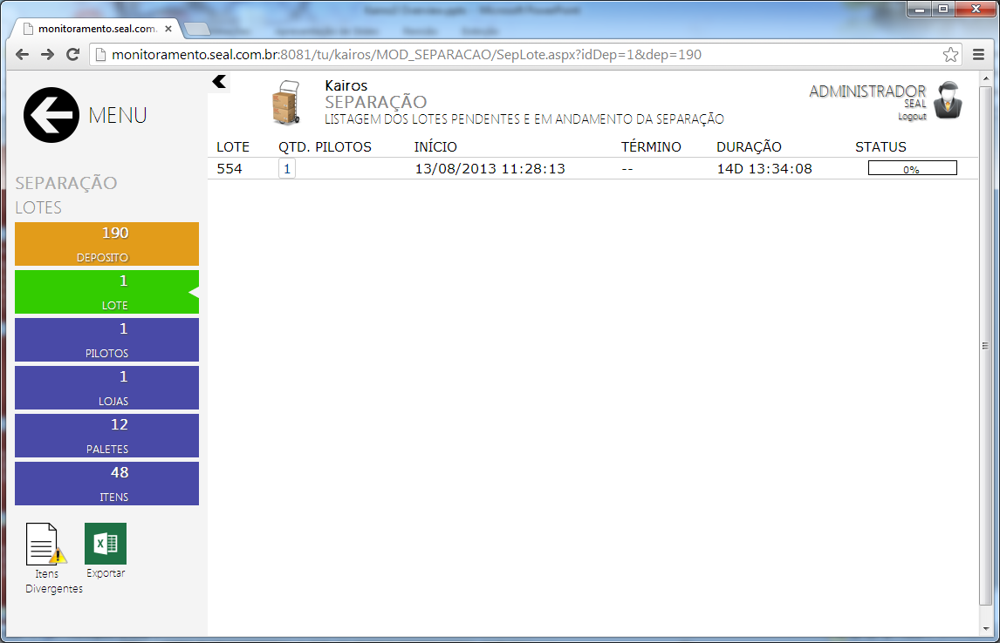 monitoramento.seal.com.
monitoramento.seal.com.br:8081/tu/kairos/MOD_SEPARACAO/SepLote.aspx?idDep=1&dep=190
MENU
Kairos
SEPARAÇÃO
LISTAGEM DOS LOTES PENDENTES E EM ANDAMENTO DA SEPARAÇÃO
ADMINISTRADOR
SEAL
Logout
LOTE QTD. PILOTOS INÍCIO TÉRMINO DURAÇÃO STATUS
554 1 13/08/2013 11:28:13 -- 14D 13:34:08 0%
SEPARAÇÃO
LOTES
190
DEPOSITO
1
LOTE
1
PILOTOS
1
LOJAS
12
PALETES
48
ITENS
Itens
Divergentes
Exportar